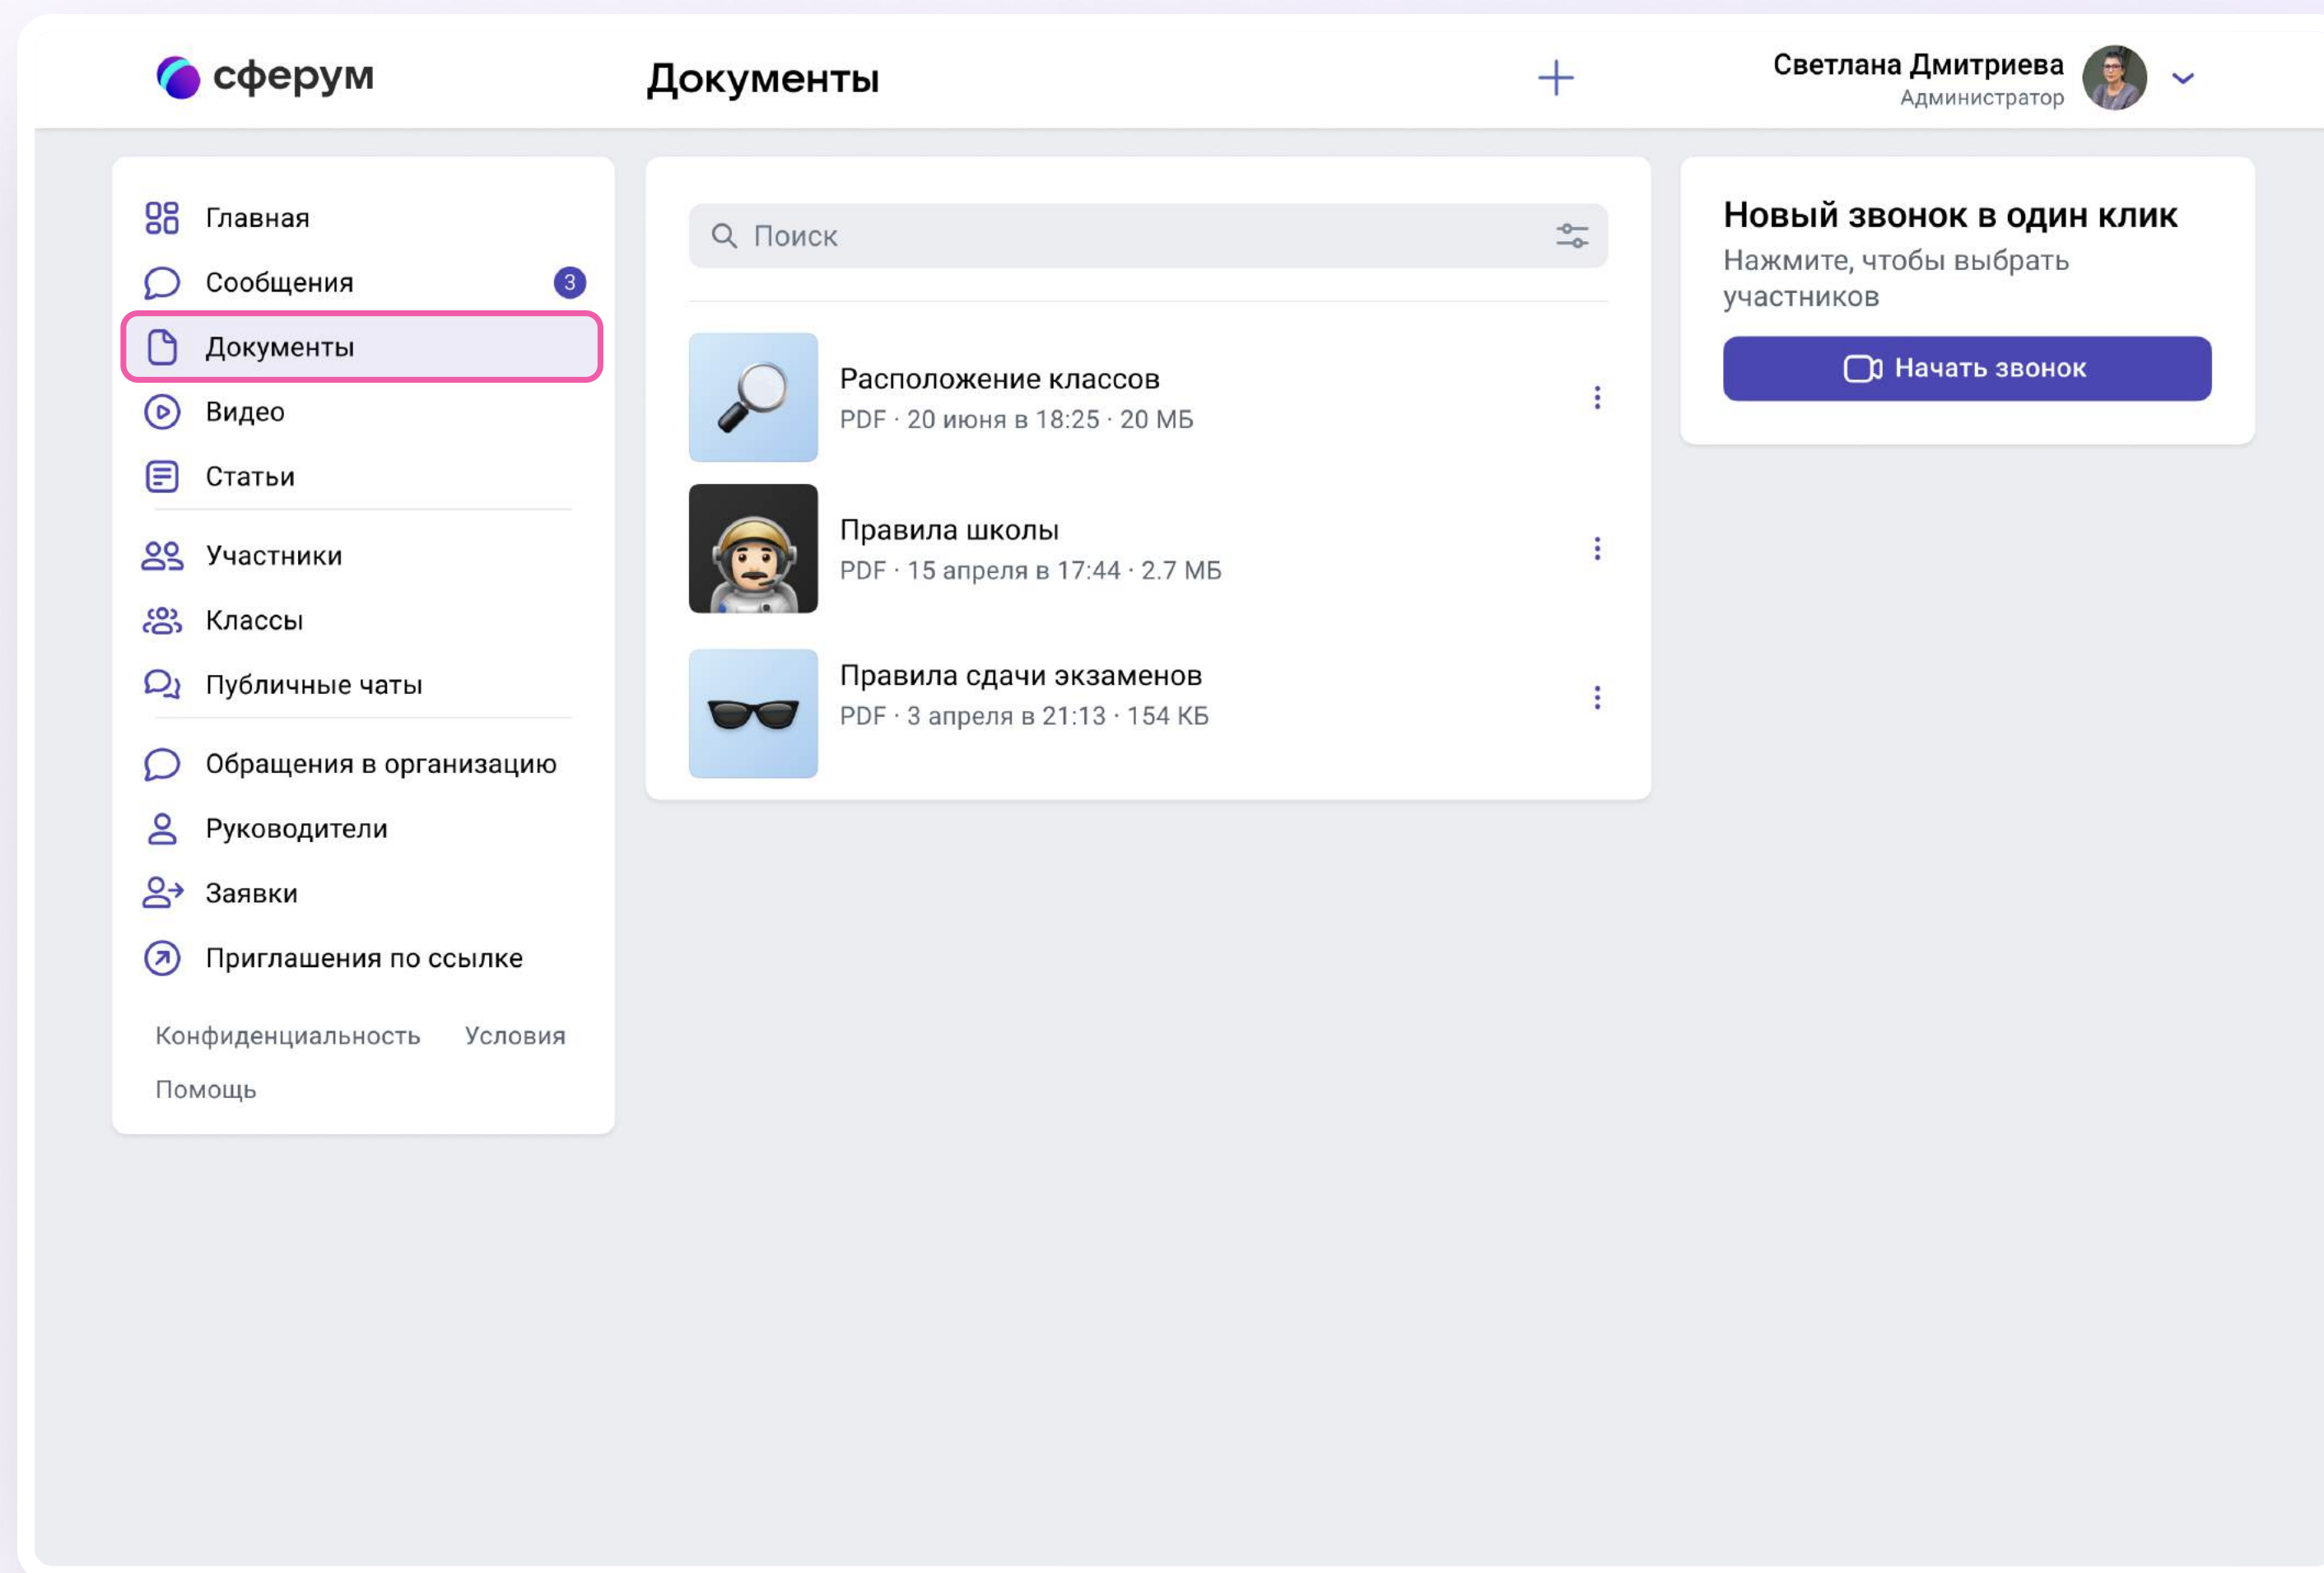 сферум
Документы
Светлана Дмитриева
Администратор
Главная
Сообщения 3
Документы
Видео
Статьи
Участники
Классы
Публичные чаты
Обращения в организацию
Руководители
Заявки
Приглашения по ссылке
Конфиденциальность Условия
Помощь
Поиск
Расположение классов
PDF · 20 июня в 18:25 · 20 МБ
Правила школы
PDF · 15 апреля в 17:44 · 2.7 МБ
Правила сдачи экзаменов
PDF · 3 апреля в 21:13 · 154 КБ
Новый звонок в один клик
Нажмите, чтобы выбрать
участников
Начать звонок